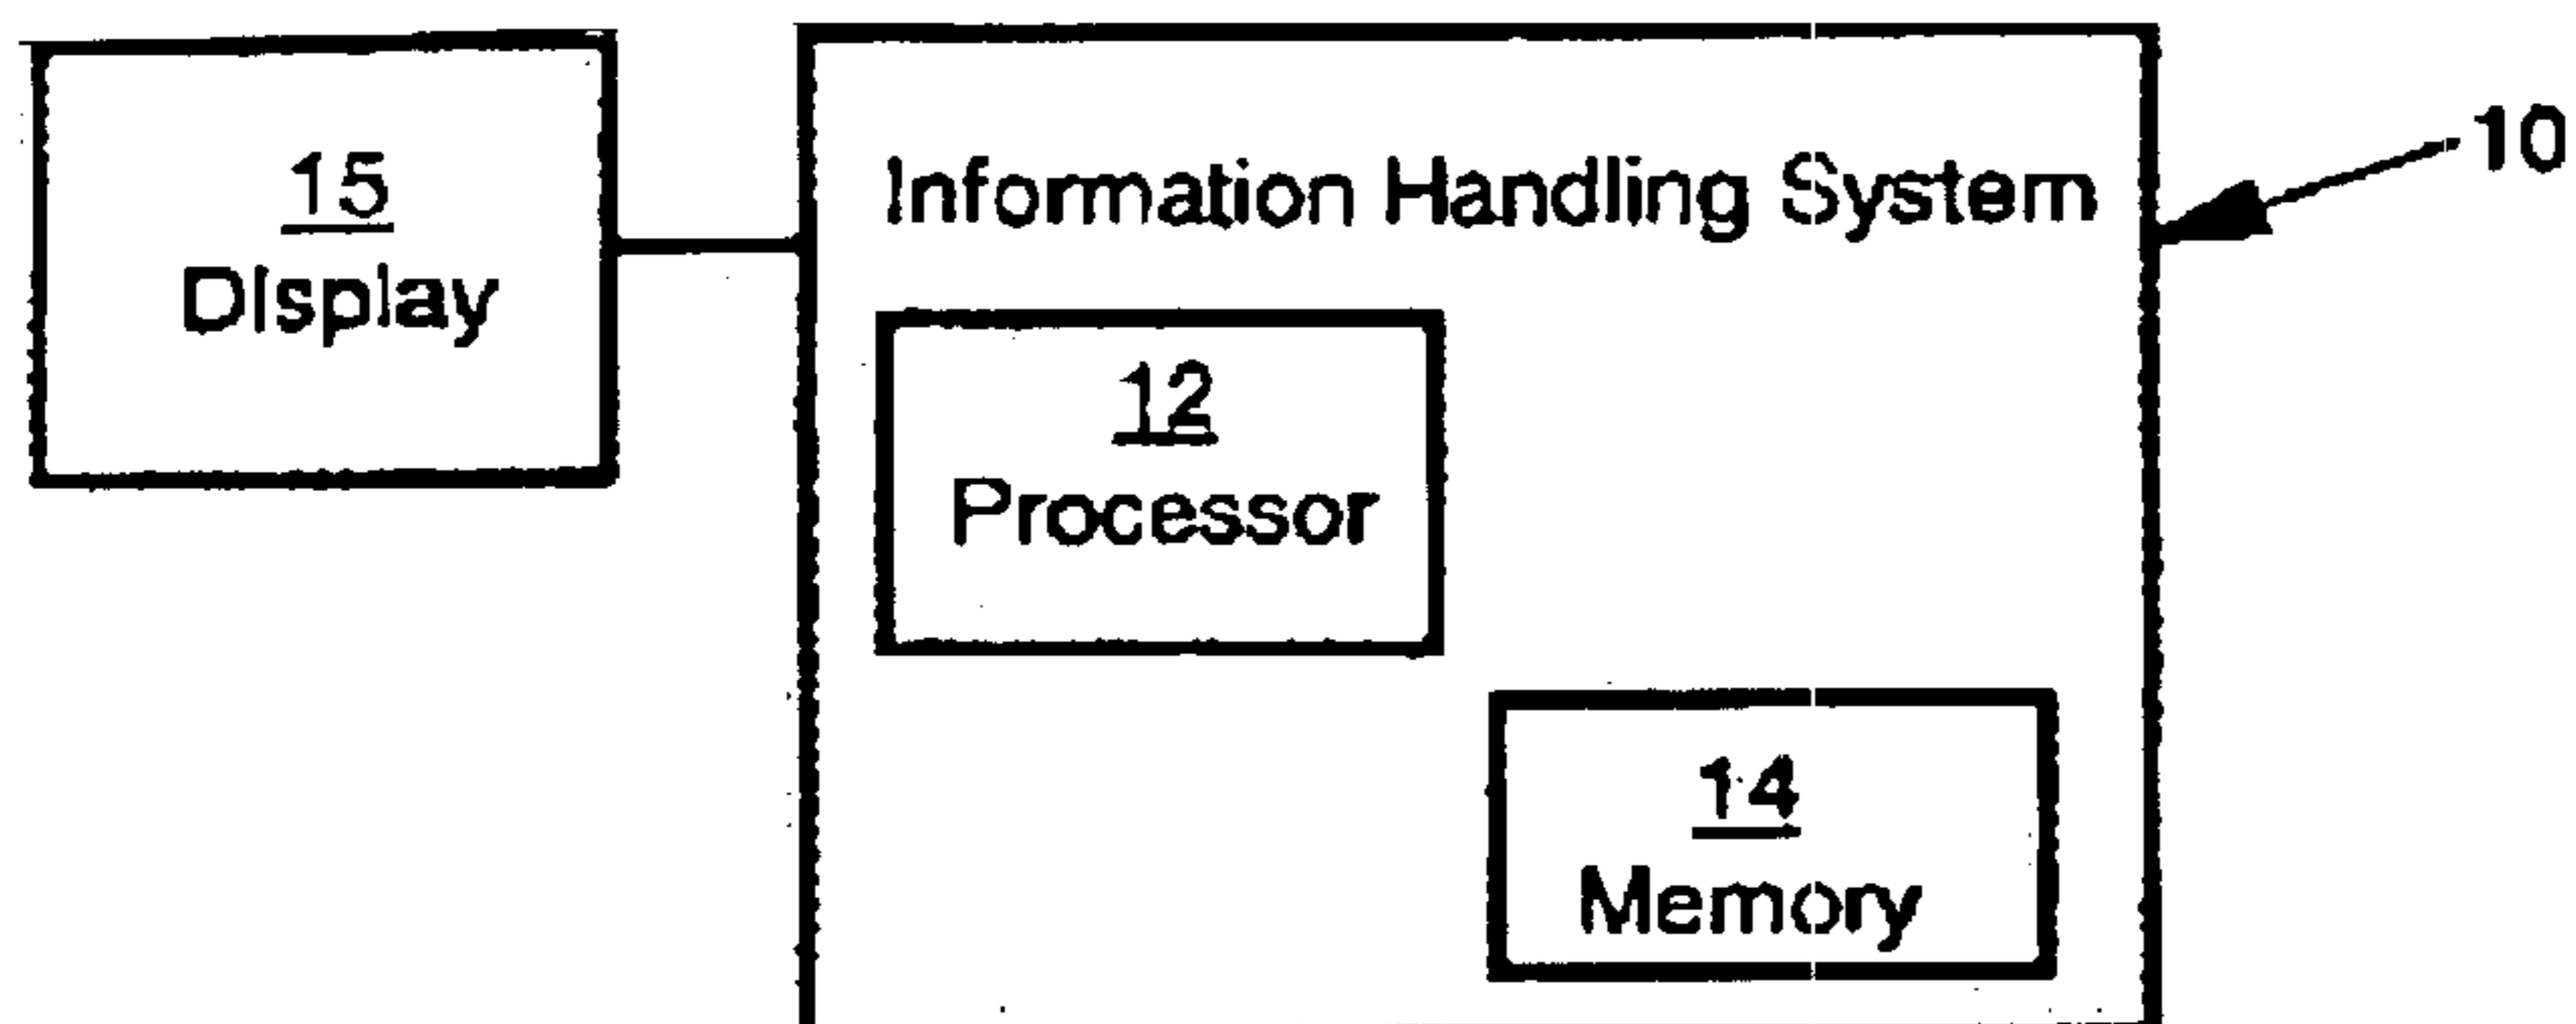 15
Display
Information Handling System
10
12
Processor
14
Memory